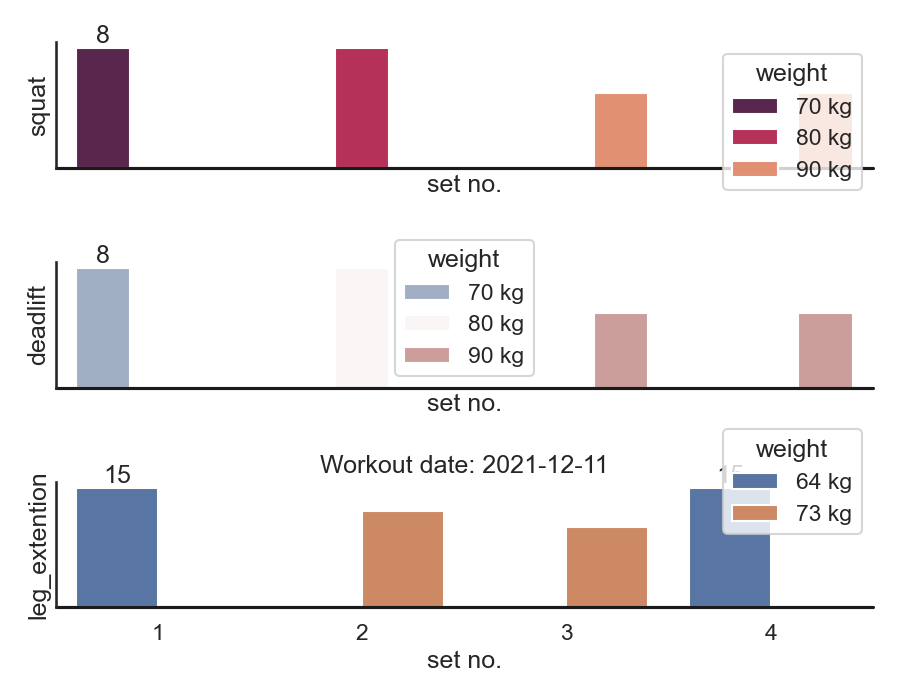 8
squat
weight
70 kg
80 kg
90 kg
set no.
8
deadlift
weight
70 kg
80 kg
90 kg
set no.
Workout date: 2021-12-11
leg_extention
15
15
weight
64 kg
73 kg
1 2 3 4
set no.